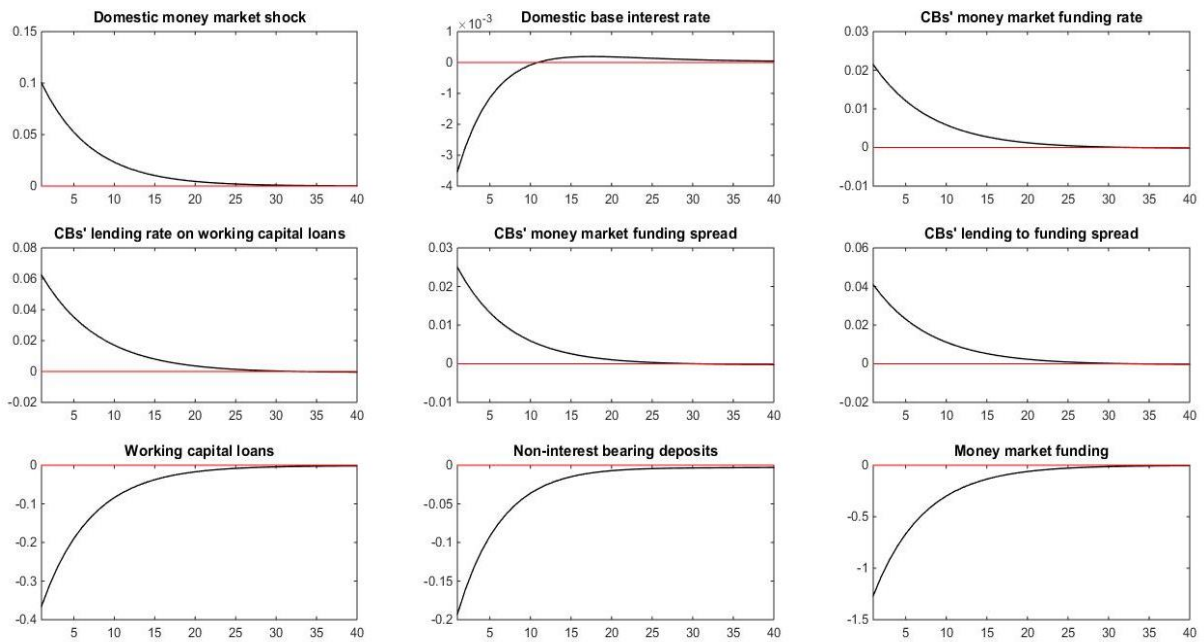 Domestic money market shock
0.15
0.1
0.05
0
5 10 15 20 25 30 35 40
Domestic base interest rate
×10^-3
1
0
-1
-2
-3
-4
5 10 15 20 25 30 35 40
CBs' money market funding rate
0.03
0.02
0.01
0
-0.01
5 10 15 20 25 30 35 40
CBs' lending rate on working capital loans
0.08
0.06
0.04
0.02
0
-0.02
5 10 15 20 25 30 35 40
CBs' money market funding spread
0.03
0.02
0.01
0
-0.01
5 10 15 20 25 30 35 40
CBs' lending to funding spread
0.06
0.04
0.02
0
-0.02
5 10 15 20 25 30 35 40
Working capital loans
0
-0.1
-0.2
-0.3
-0.4
5 10 15 20 25 30 35 40
Non-interest bearing deposits
0
-0.05
-0.1
-0.15
-0.2
5 10 15 20 25 30 35 40
Money market funding
0
-0.5
-1
-1.5
5 10 15 20 25 30 35 40